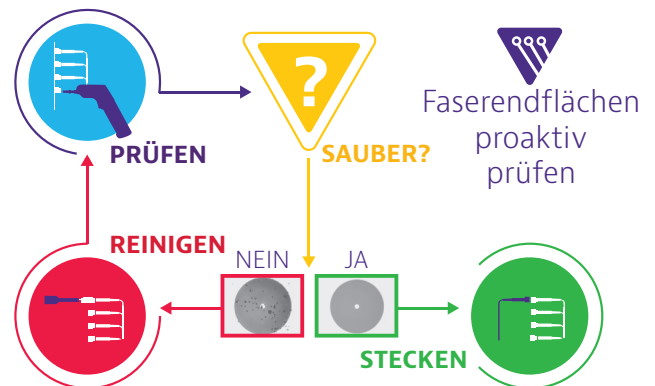 ?
Faserendflächen
proaktiv
prüfen
PRÜFEN
SAUBER?
REINIGEN
NEIN
JA
STECKEN